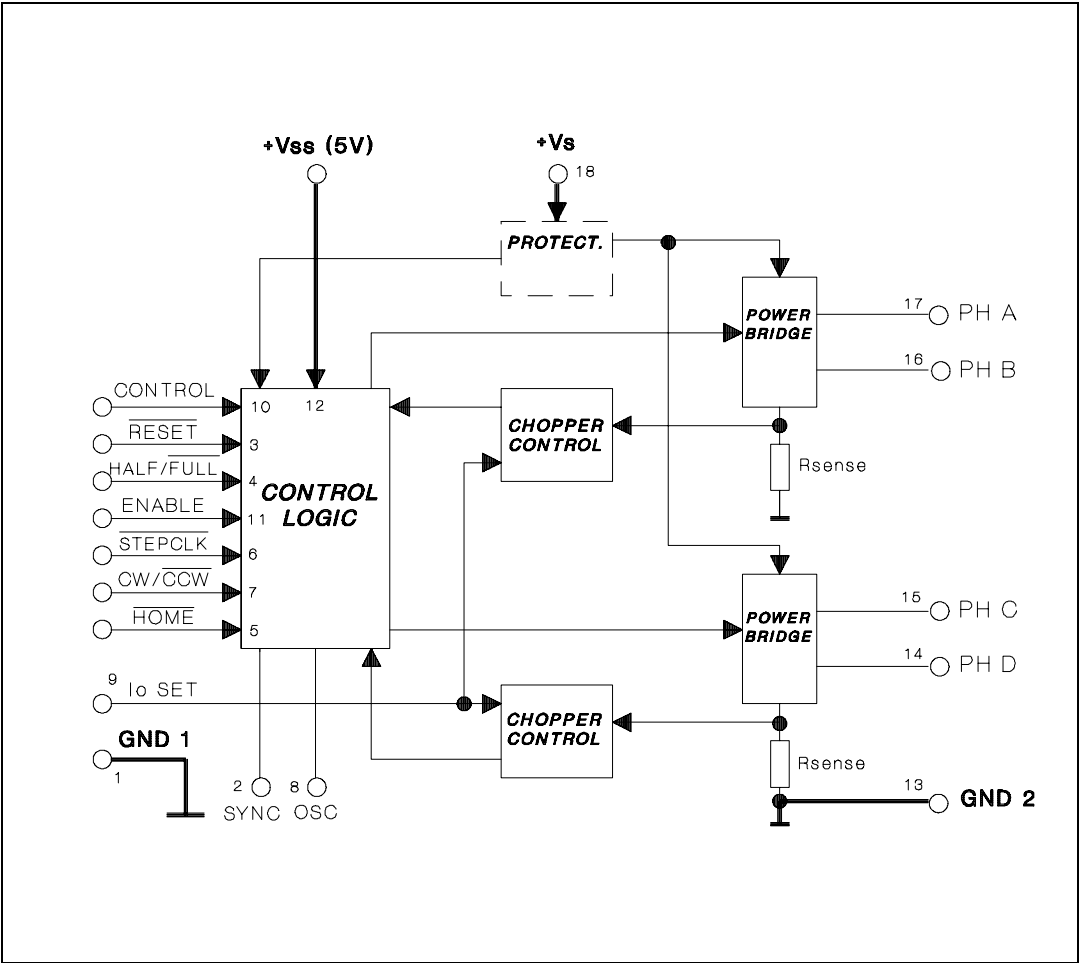 +Vss (5V)
+Vs
18
PROTECT.
POWER
BRIDGE
17
PH A
16
PH B
CONTROL
10
12
RESET
3
HALF/FULL
4
ENABLE
11
STEPCLK
6
CW/CCW
7
HOME
5
CONTROL
LOGIC
CHOPPER
CONTROL
Rsense
POWER
BRIDGE
15
PH C
14
PH D
9
Io SET
CHOPPER
CONTROL
GND 1
1
Rsense
2
SYNC
8
OSC
13
GND 2